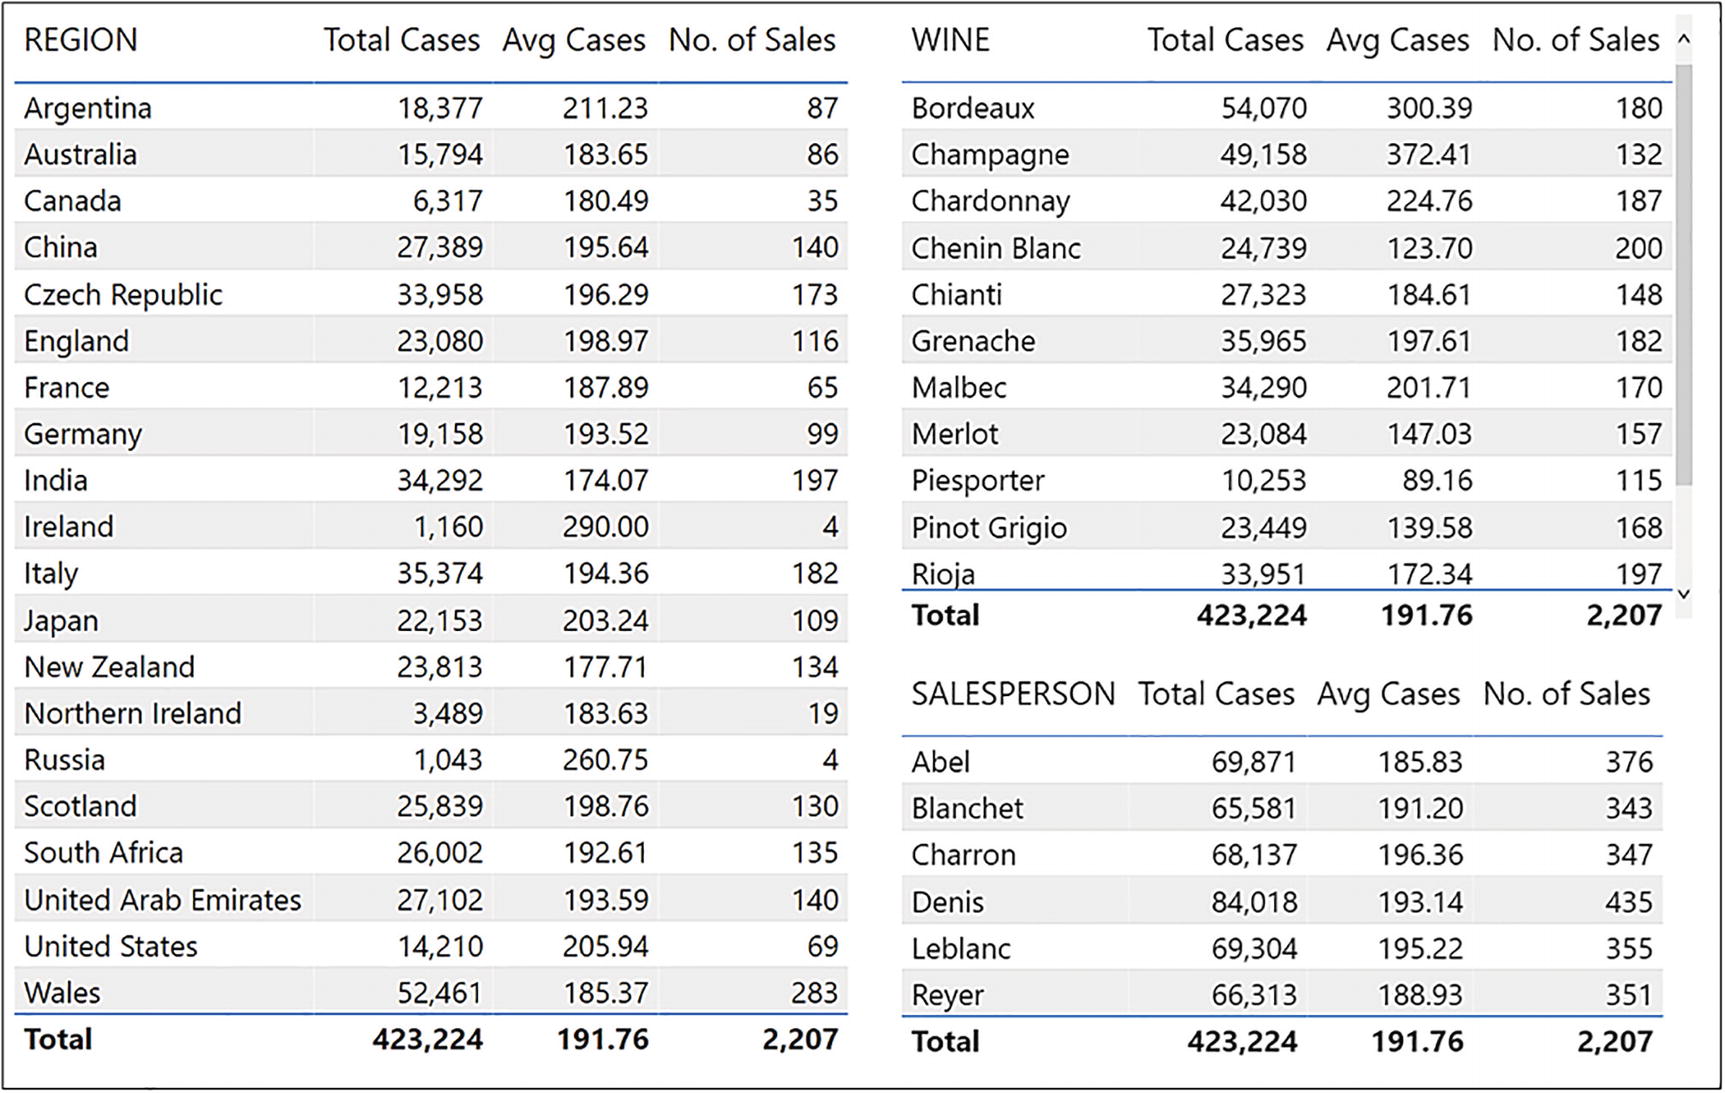 REGION Total Cases Avg Cases No. of Sales
Argentina 18,377 211.23 87
Australia 15,794 183.65 86
Canada 6,317 180.49 35
China 27,389 195.64 140
Czech Republic 33,958 196.29 173
England 23,080 198.97 116
France 12,213 187.89 65
Germany 19,158 193.52 99
India 34,292 174.07 197
Ireland 1,160 290.00 4
Italy 35,374 194.36 182
Japan 22,153 203.24 109
New Zealand 23,813 177.71 134
Northern Ireland 3,489 183.63 19
Russia 1,043 260.75 4
Scotland 25,839 198.76 130
South Africa 26,002 192.61 135
United Arab Emirates 27,102 193.59 140
United States 14,210 205.94 69
Wales 52,461 185.37 283
Total 423,224 191.76 2,207
WINE Total Cases Avg Cases No. of Sales
Bordeaux 54,070 300.39 180
Champagne 49,158 372.41 132
Chardonnay 42,030 224.76 187
Chenin Blanc 24,739 123.70 200
Chianti 27,323 184.61 148
Grenache 35,965 197.61 182
Malbec 34,290 201.71 170
Merlot 23,084 147.03 157
Piesporter 10,253 89.16 115
Pinot Grigio 23,449 139.58 168
Rioja 33,951 172.34 197
Total 423,224 191.76 2,207
SALESPERSON Total Cases Avg Cases No. of Sales
Abel 69,871 185.83 376
Blanchet 65,581 191.20 343
Charron 68,137 196.36 347
Denis 84,018 193.14 435
Leblanc 69,304 195.22 355
Reyer 66,313 188.93 351
Total 423,224 191.76 2,207